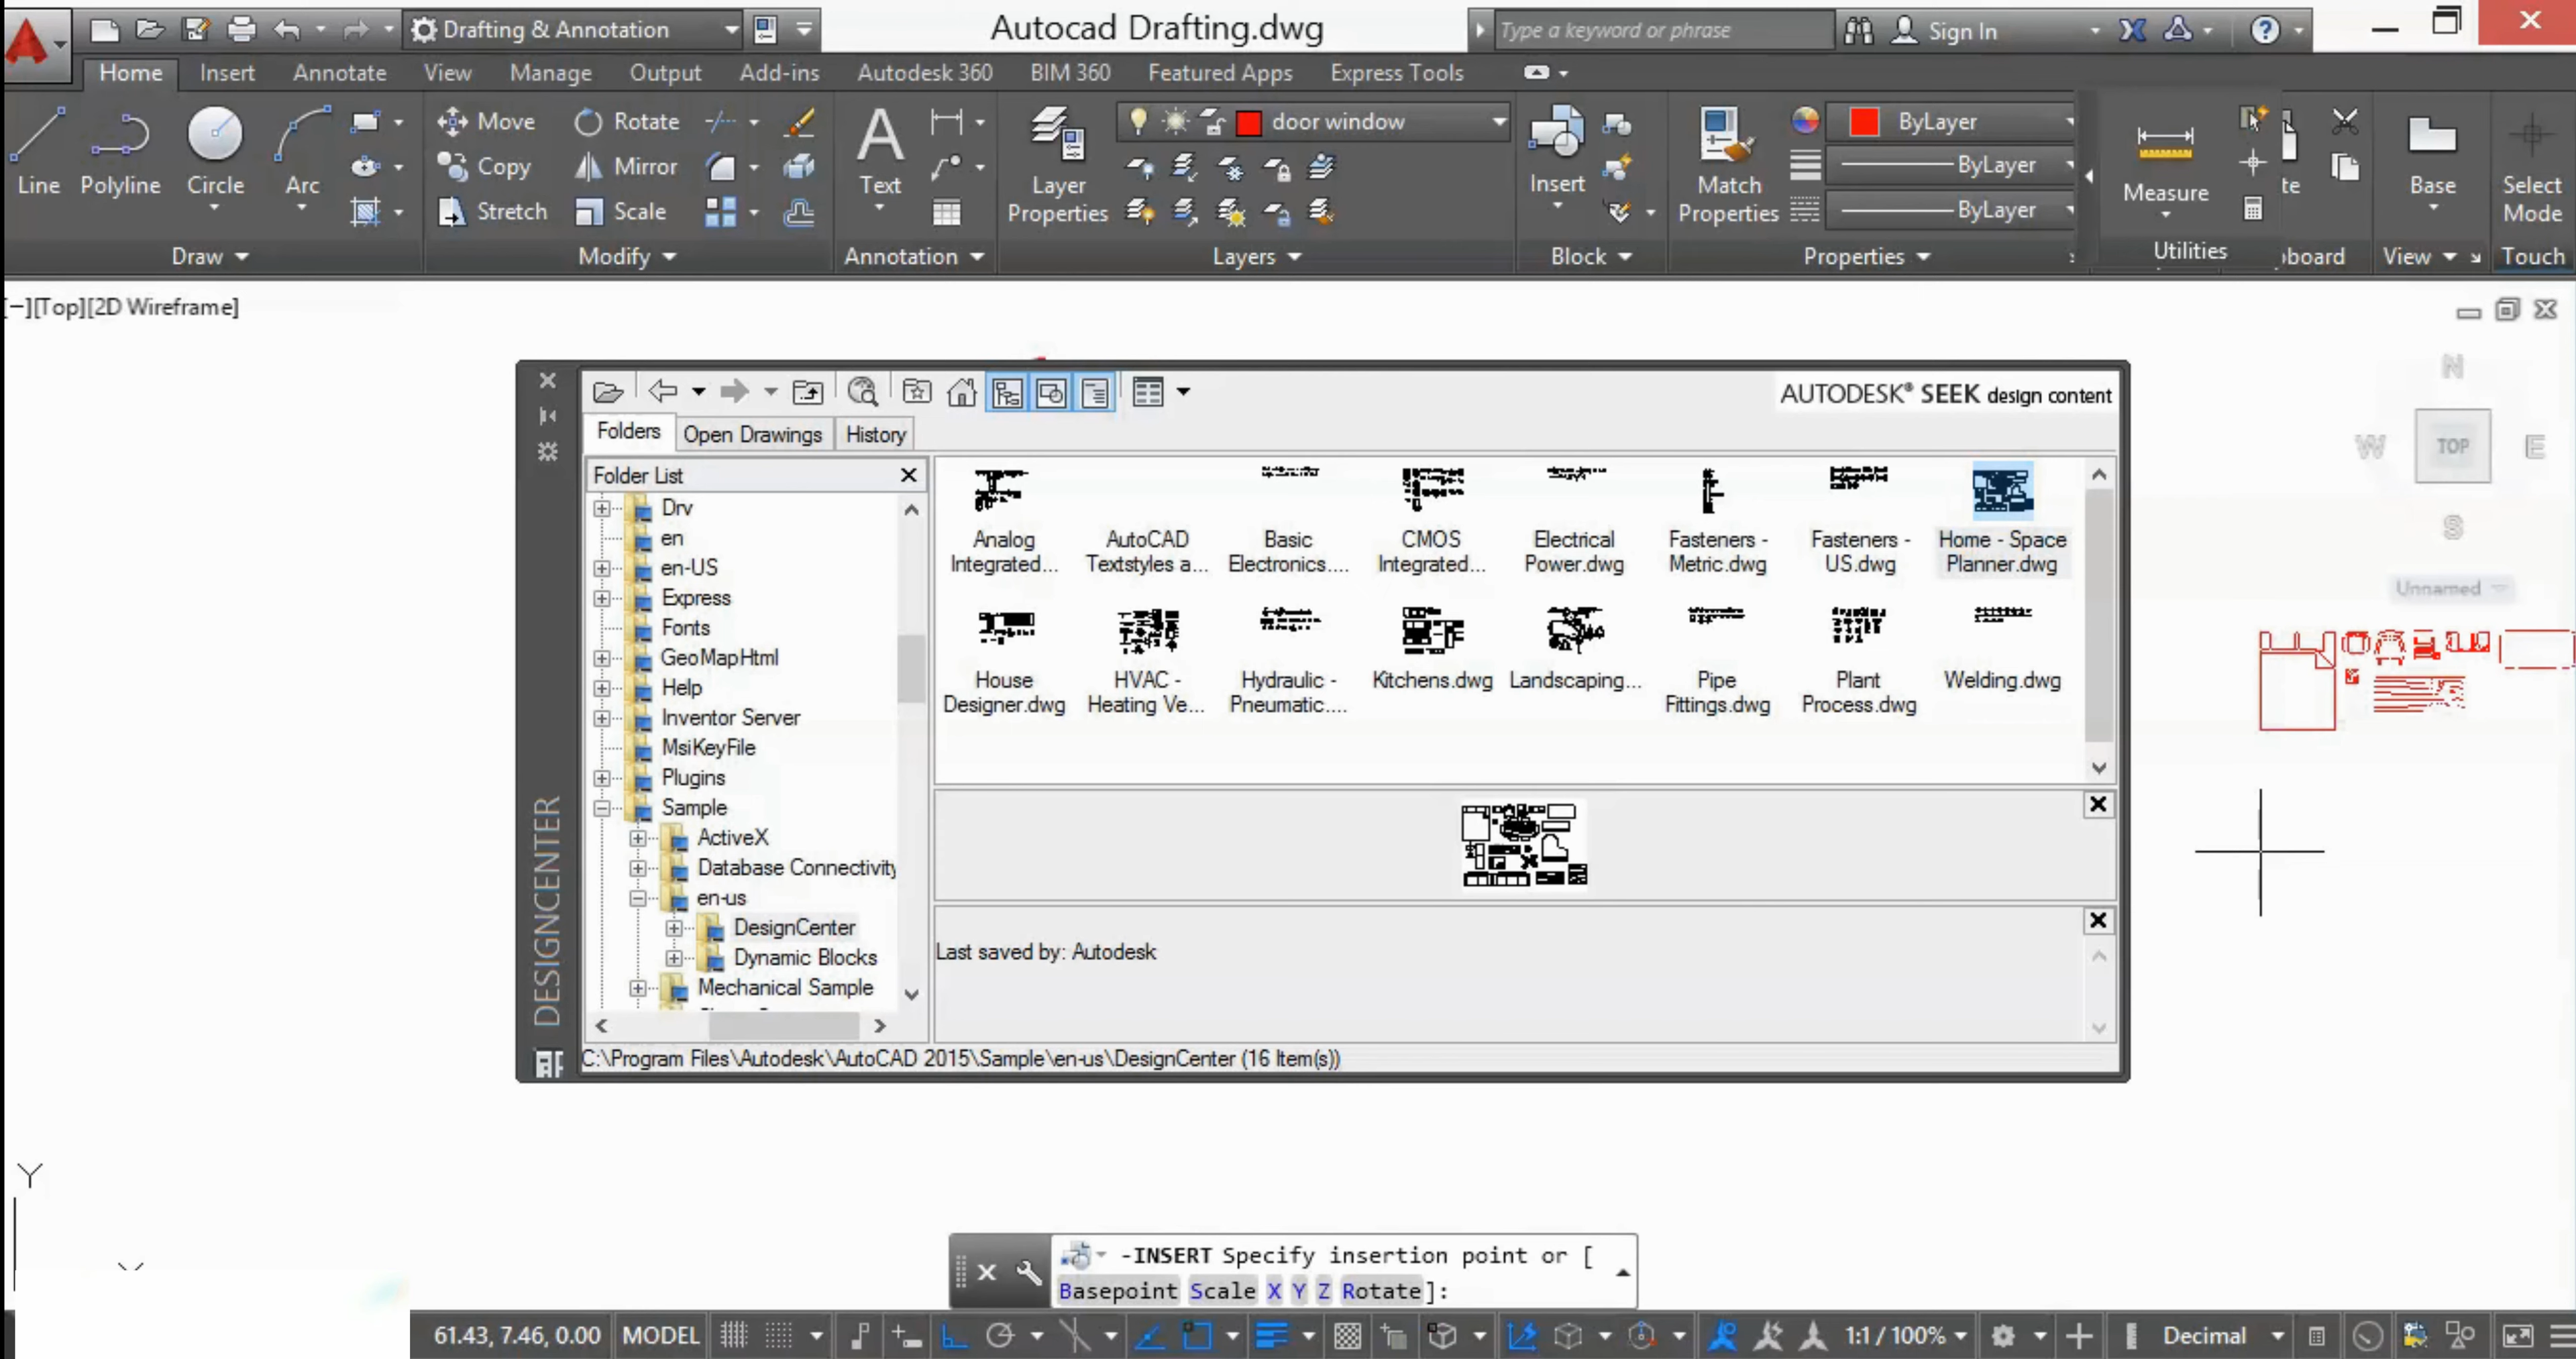 Drafting & Annotation
Autocad Drafting.dwg
Type a keyword or phrase
Sign In
Home Insert Annotate View Manage Output Add-ins Autodesk 360 BIM 360 Featured Apps Express Tools
Line Polyline Circle Arc
Move Rotate
Copy Mirror
Stretch Scale
Text
Layer Properties
door window
Insert
Match Properties
ByLayer
ByLayer
ByLayer
Measure
te
Base
Select Mode
Draw Modify Annotation Layers Block Properties Utilities board View Touch
[−][Top][2D Wireframe]
N
W TOP E
S
Unnamed
AUTODESK® SEEK design content
Folders Open Drawings History
Folder List
Drv
en
en-US
Express
Fonts
GeoMapHtml
Help
Inventor Server
MsiKeyFile
Plugins
Sample
ActiveX
Database Connectivity
en-us
DesignCenter
Dynamic Blocks
Mechanical Sample
Analog Integrated...
AutoCAD Textstyles a...
Basic Electronics....
CMOS Integrated...
Electrical Power.dwg
Fasteners - Metric.dwg
Fasteners - US.dwg
Home - Space Planner.dwg
House Designer.dwg
HVAC - Heating Ve...
Hydraulic - Pneumatic....
Kitchens.dwg
Landscaping...
Pipe Fittings.dwg
Plant Process.dwg
Welding.dwg
Last saved by: Autodesk
DESIGNCENTER
C:\Program Files\Autodesk\AutoCAD 2015\Sample\en-us\DesignCenter (16 Item(s))
Y
-INSERT Specify insertion point or [
Basepoint Scale X Y Z Rotate]:
61.43, 7.46, 0.00 MODEL
1:1 / 100%
Decimal